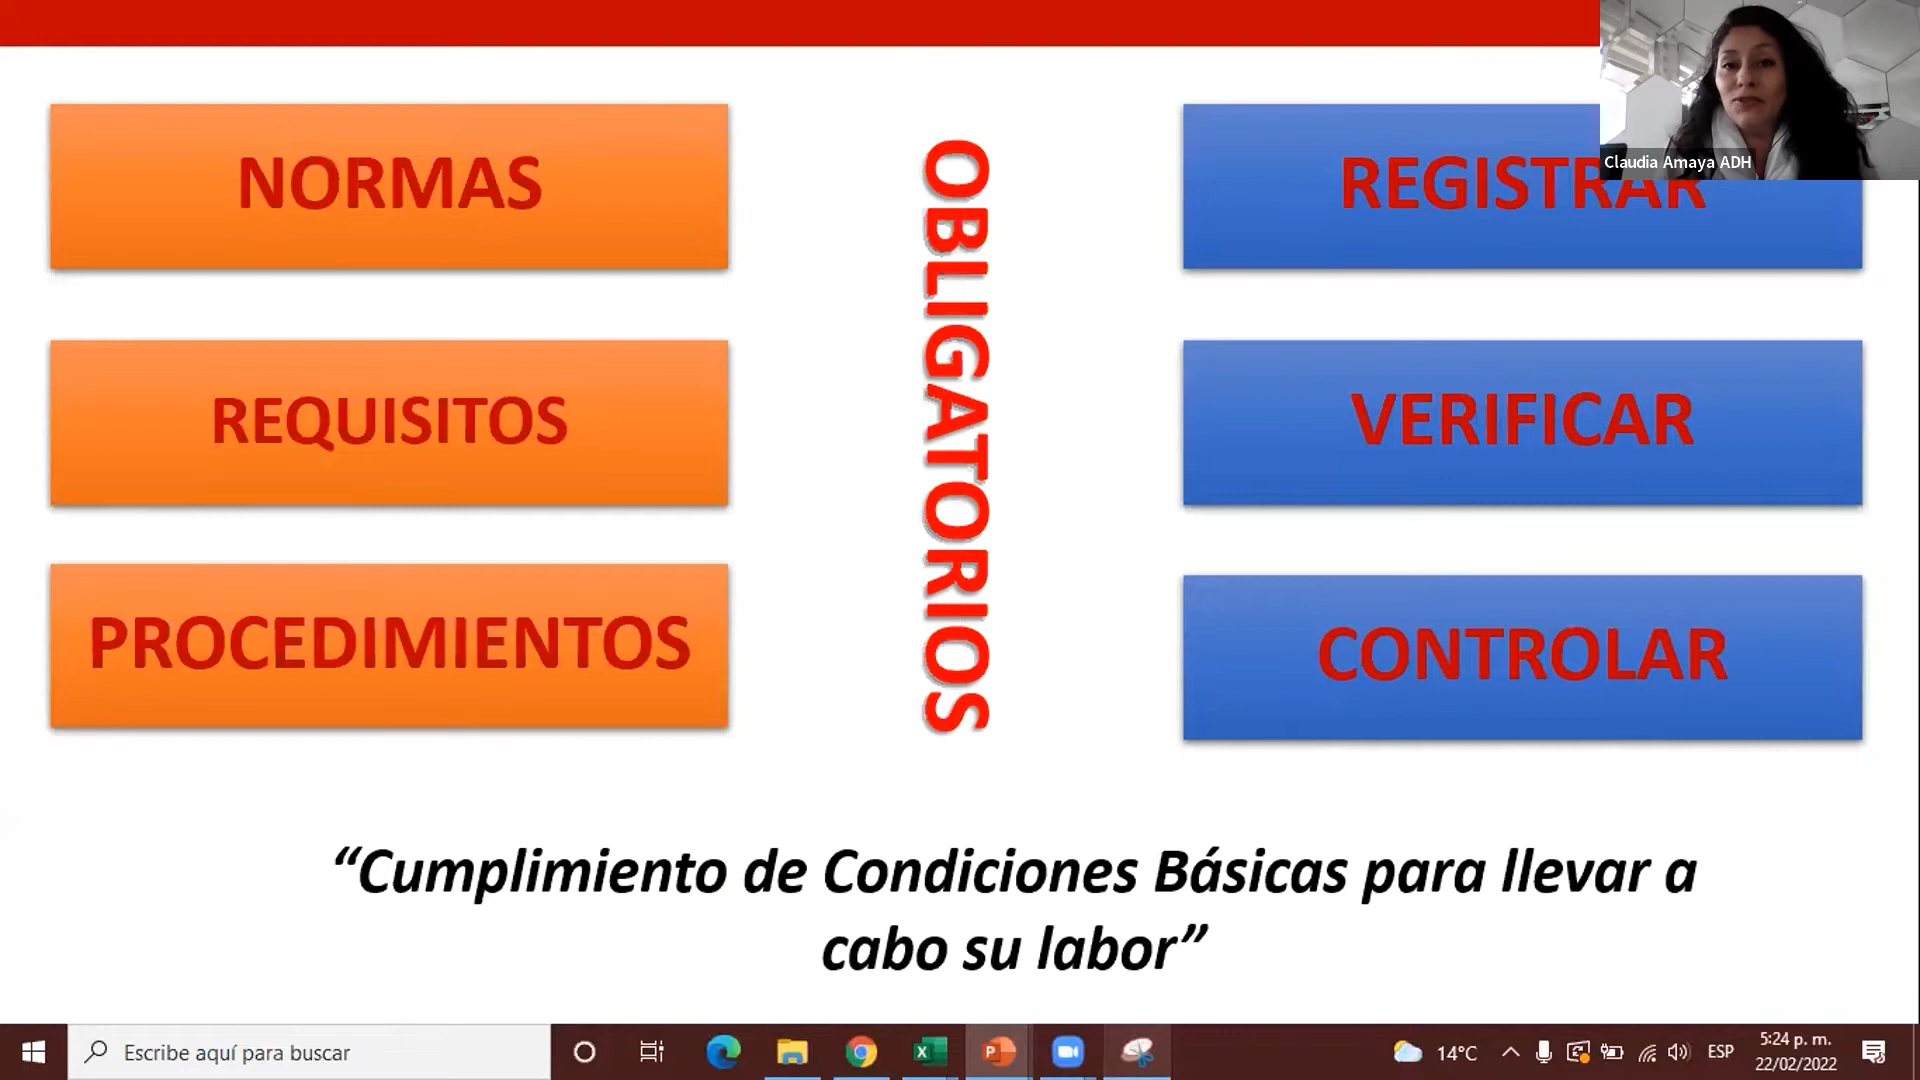 NORMAS
REQUISITOS
PROCEDIMIENTOS
OBLIGATORIOS
REGISTRAR
Claudia Amaya ADH
VERIFICAR
CONTROLAR
“Cumplimiento de Condiciones Básicas para llevar a
cabo su labor”
Escribe aquí para buscar
14°C
ESP
5:24 p. m.
22/02/2022